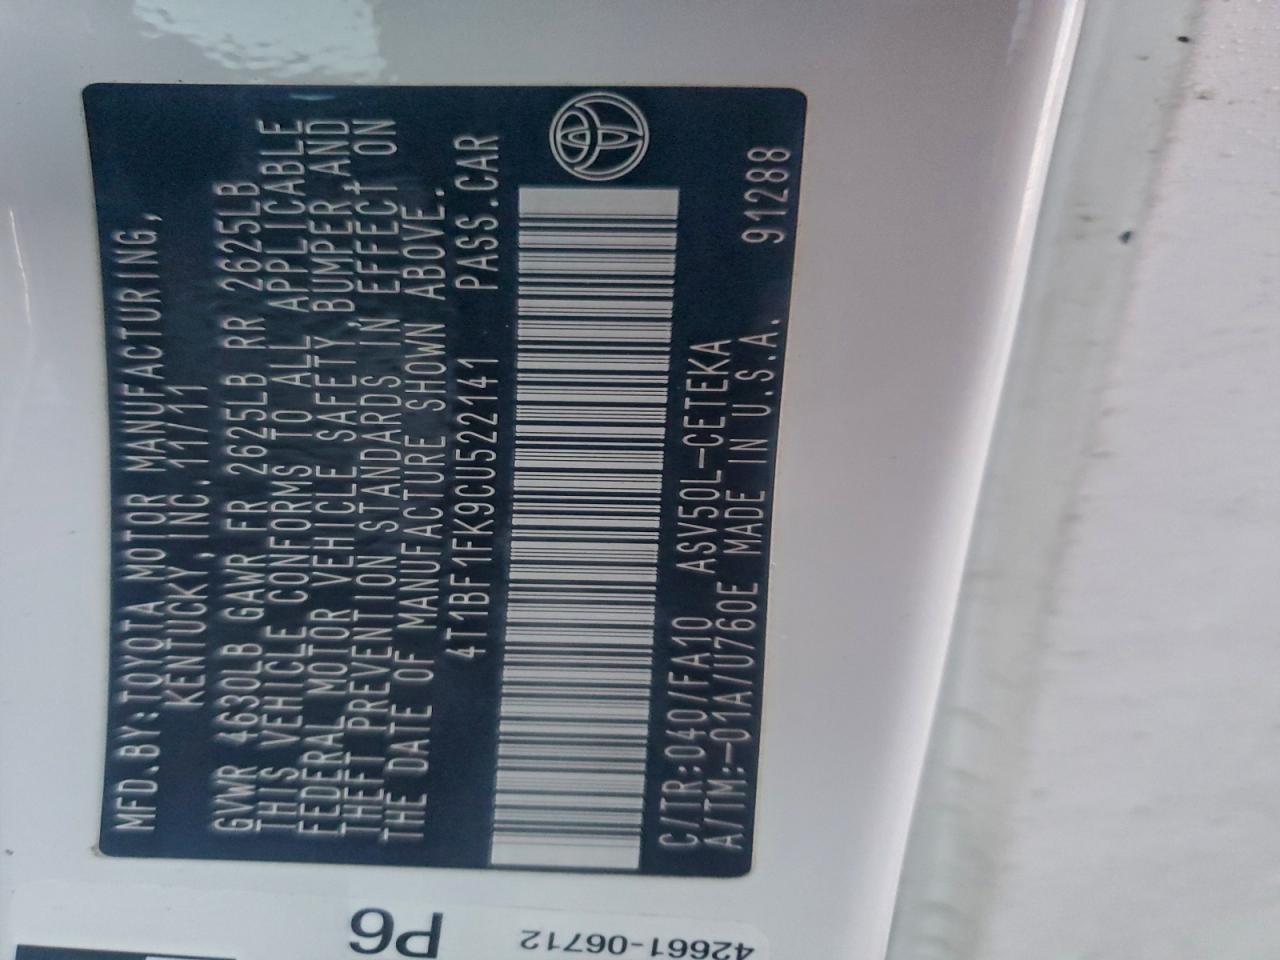 MFD.BY:TOYOTA MOTOR MANUFACTURING,
KENTUCKY,INC.11/11
GVWR 4630LB GAWR FR 2625LB RR 2625LB
THIS VEHICLE CONFORMS TO ALL APPLICABLE
FEDERAL MOTOR VEHICLE SAFETY,BUMPER,AND
THEFT PREVENTION STANDARDS IN EFFECT ON
THE DATE OF MANUFACTURE SHOWN ABOVE.
4T1BF1FK9CU522141 PASS.CAR
C/TR:040/FA10 ASV50L-CETEKA
A/TM:-01A/U760E MADE IN U.S.A. 91288
P6
42661-06712